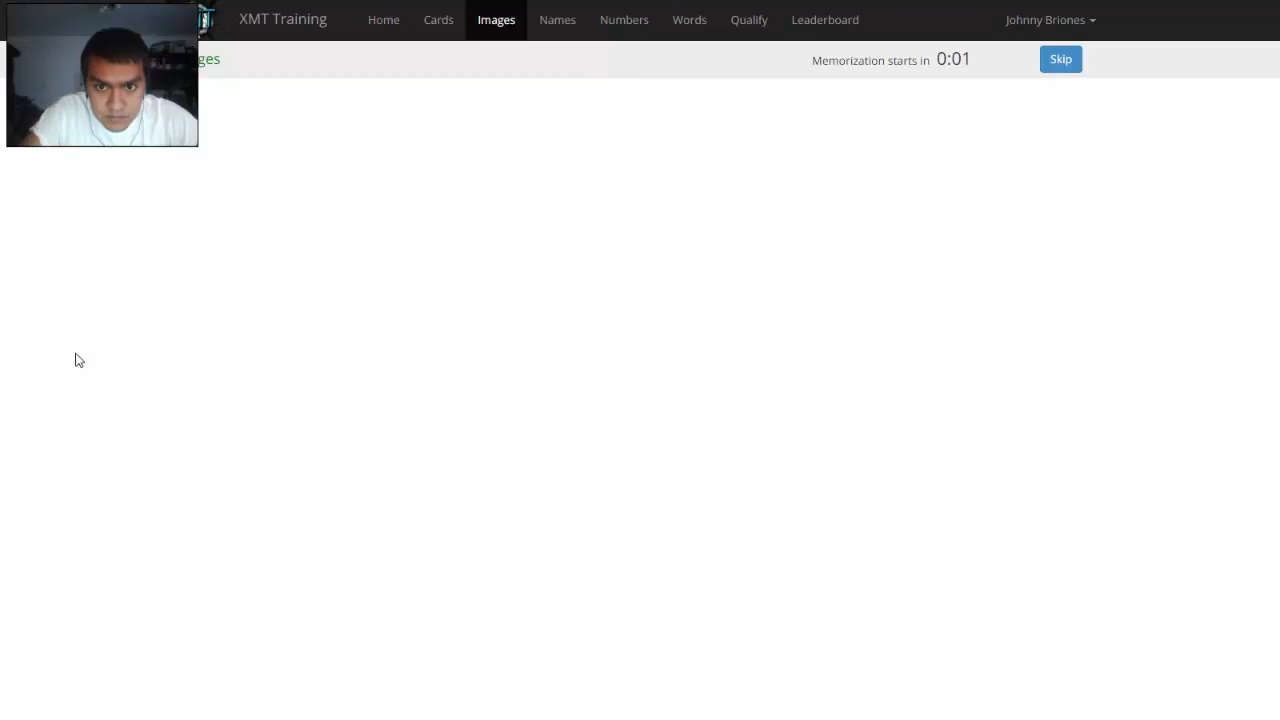 XMT Training Home Cards Images Names Numbers Words Qualify Leaderboard Johnny Briones
ges Memorization starts in 0:01 Skip